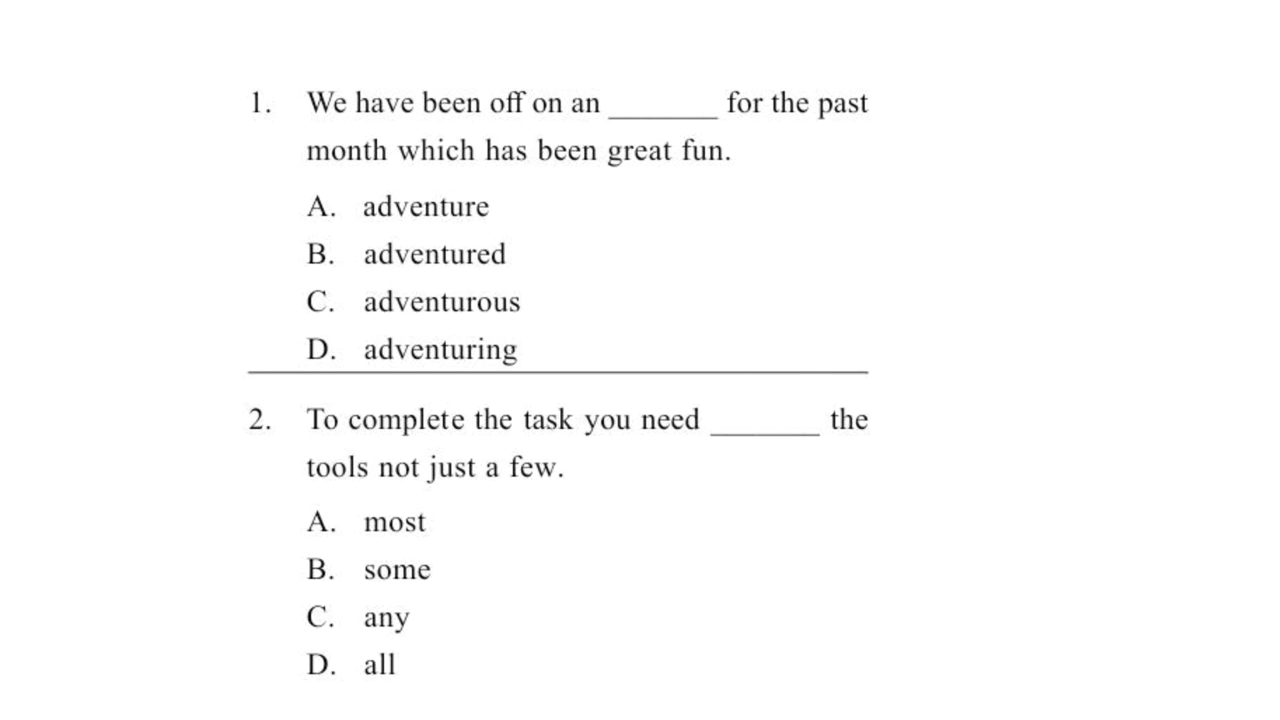 1. We have been off on an _______ for the past
month which has been great fun.
A. adventure
B. adventured
C. adventurous
D. adventuring
2. To complete the task you need _______ the
tools not just a few.
A. most
B. some
C. any
D. all